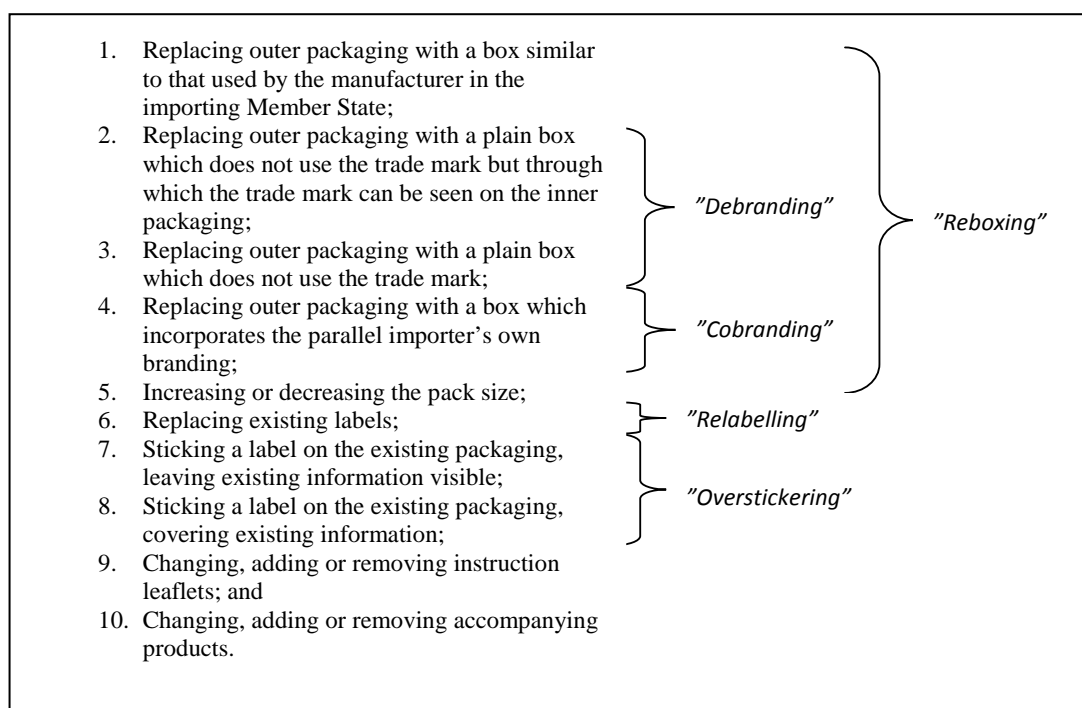 1. Replacing outer packaging with a box similar
to that used by the manufacturer in the
importing Member State;
2. Replacing outer packaging with a plain box
which does not use the trade mark but through
which the trade mark can be seen on the inner
packaging;
”Debranding”
”Reboxing”
3. Replacing outer packaging with a plain box
which does not use the trade mark;
4. Replacing outer packaging with a box which
incorporates the parallel importer’s own
branding;
”Cobranding”
5. Increasing or decreasing the pack size;
6. Replacing existing labels;
”Relabelling”
7. Sticking a label on the existing packaging,
leaving existing information visible;
8. Sticking a label on the existing packaging,
covering existing information;
”Overstickering”
9. Changing, adding or removing instruction
leaflets; and
10. Changing, adding or removing accompanying
products.